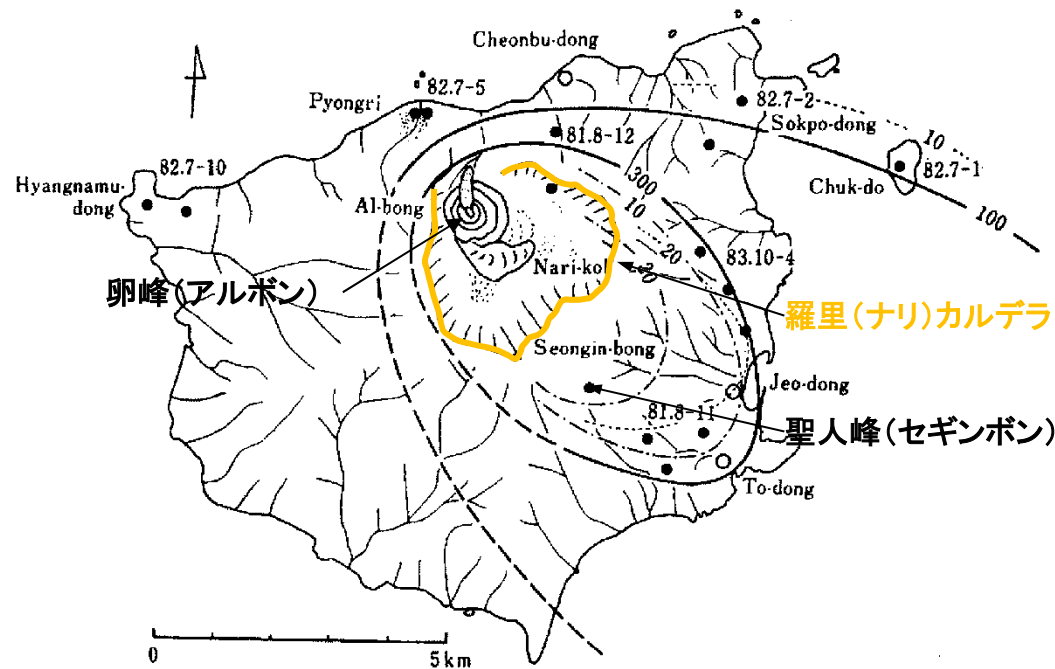 Cheonbu-dong
82.7-5
Pyongri
82.7-2
81.8-12
Sokpo-dong
10
82.7-10
82.7-1
Hyangnamu-
dong
Chuk-do
300
Al-bong
10
100
20
83.10-4
Nari-kol
卵峰(アルボン)
羅里(ナリ)カルデラ
Seongin-bong
Jeo-dong
81.8-11
聖人峰(セギンボン)
To-dong
0
5km